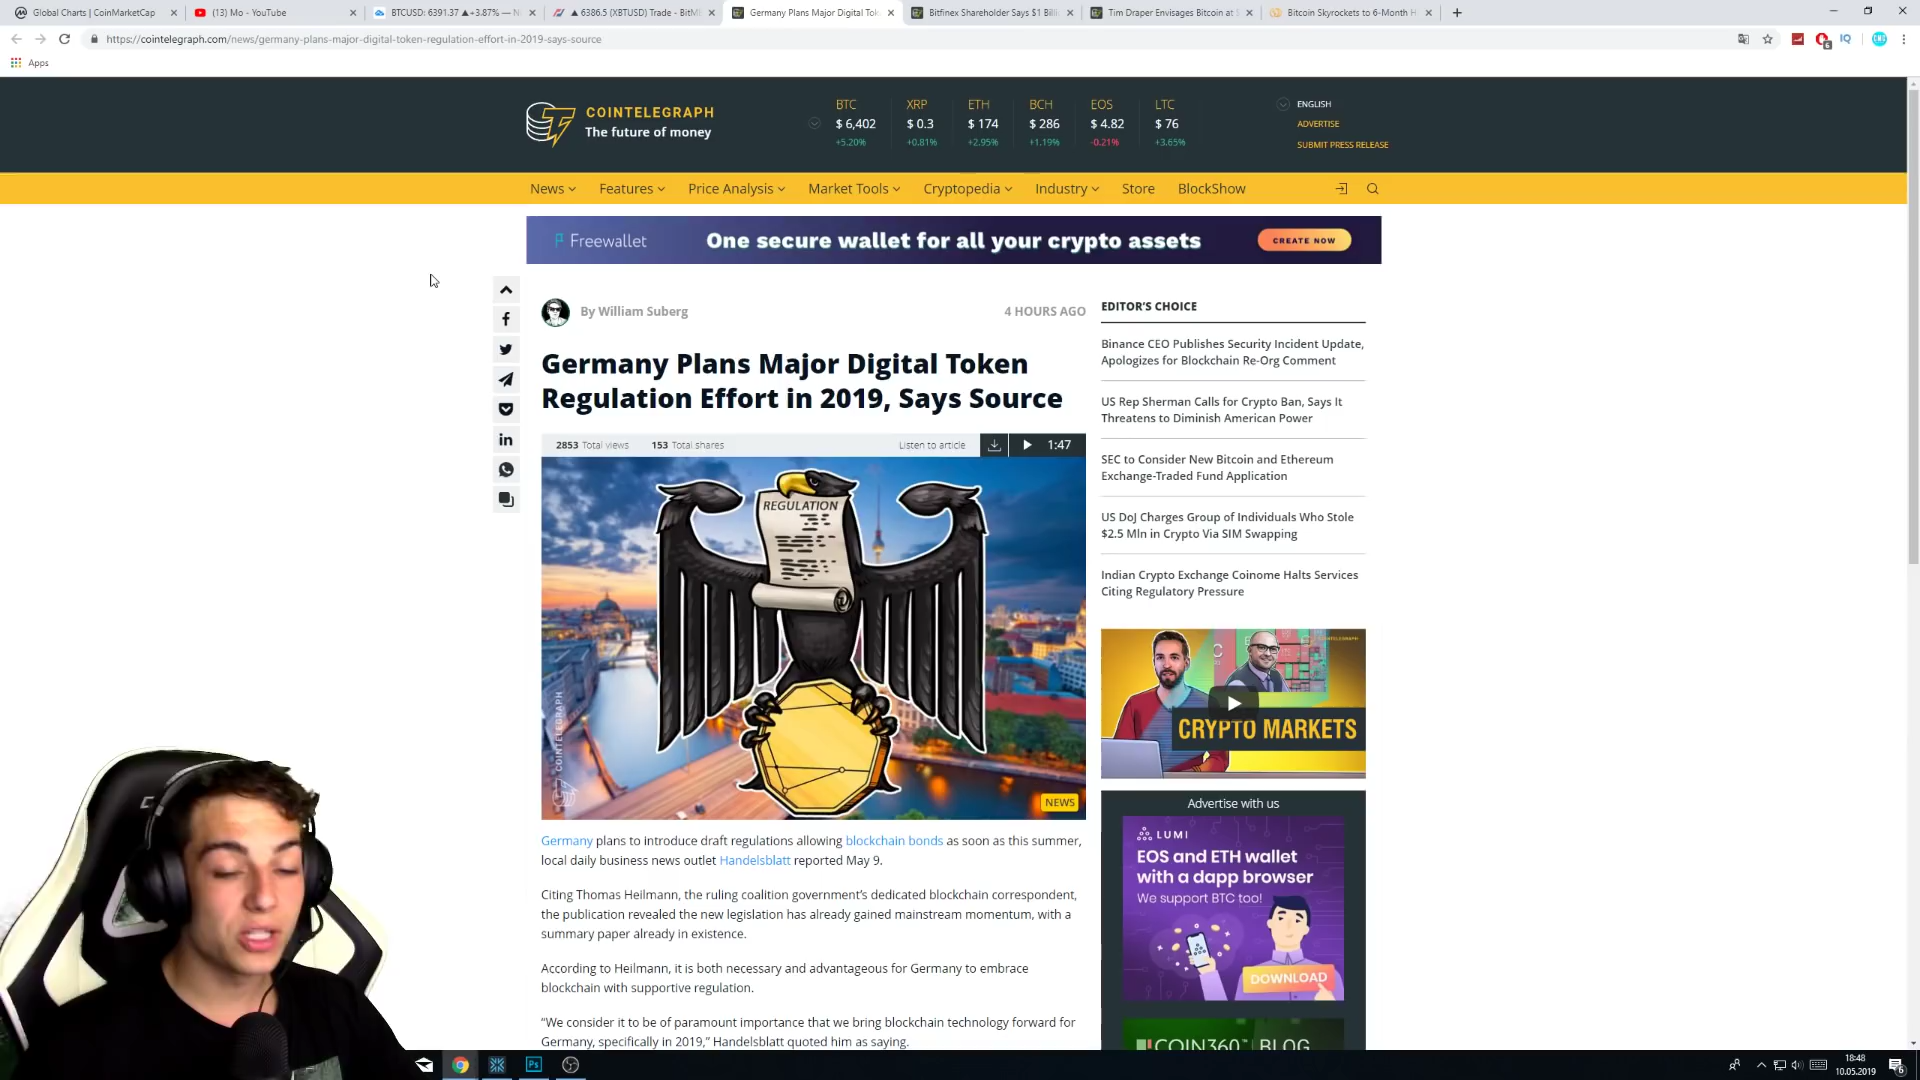 Global Charts | CoinMarketCap
(13) Mo - YouTube
BTCUSD: 6391.37 ▲+3.87% —
▲ 6386.5 (XBTUSD) Trade - BitM
Germany Plans Major Digital Tok
Bitfinex Shareholder Says $1 Billi
Tim Draper Envisages Bitcoin at
Bitcoin Skyrockets to 6-Month H
https://cointelegraph.com/news/germany-plans-major-digital-token-regulation-effort-in-2019-says-source
6
IQ
Apps
COINTELEGRAPH
The future of money
BTC XRP ETH BCH EOS LTC
$ 6,402 $ 0.3 $ 174 $ 286 $ 4.82 $ 76
+5.20% +0.81% +2.95% +1.19% -0.21% +3.65%
ENGLISH
ADVERTISE
SUBMIT PRESS RELEASE
News Features Price Analysis Market Tools Cryptopedia Industry Store BlockShow
Freewallet One secure wallet for all your crypto assets CREATE NOW
By William Suberg 4 HOURS AGO
Germany Plans Major Digital Token
Regulation Effort in 2019, Says Source
2853 Total views 153 Total shares Listen to article 1:47
REGULATION
COINTELEGRAPH
NEWS
Germany plans to introduce draft regulations allowing blockchain bonds as soon as this summer,
local daily business news outlet Handelsblatt reported May 9.
Citing Thomas Heilmann, the ruling coalition government's dedicated blockchain correspondent,
the publication revealed the new legislation has already gained mainstream momentum, with a
summary paper already in existence.
According to Heilmann, it is both necessary and advantageous for Germany to embrace
blockchain with supportive regulation.
“We consider it to be of paramount importance that we bring blockchain technology forward for
Germany, specifically in 2019,” Handelsblatt quoted him as saying.
EDITOR'S CHOICE
Binance CEO Publishes Security Incident Update,
Apologizes for Blockchain Re-Org Comment
US Rep Sherman Calls for Crypto Ban, Says It
Threatens to Diminish American Power
SEC to Consider New Bitcoin and Ethereum
Exchange-Traded Fund Application
US DoJ Charges Group of Individuals Who Stole
$2.5 Mln in Crypto Via SIM Swapping
Indian Crypto Exchange Coinome Halts Services
Citing Regulatory Pressure
COINTELEGRAPH
CRYPTO MARKETS
Advertise with us
LUMI
EOS and ETH wallet
with a dapp browser
We support BTC too!
DOWNLOAD
COIN360™ BLOG
Ps
18:48
10.05.2019
6